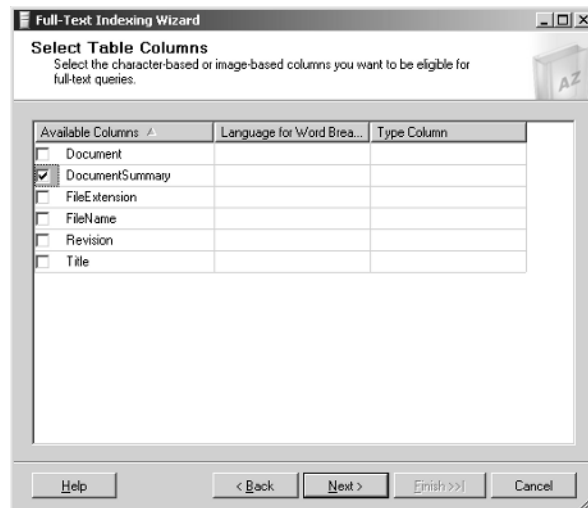 Full-Text Indexing Wizard
Select Table Columns
Select the character-based or image-based columns you want to be eligible for
full-text queries.
AZ
Available Columns Language for Word Brea... Type Column
Document
DocumentSummary
FileExtension
FileName
Revision
Title
Help < Back Next > Finish >>| Cancel